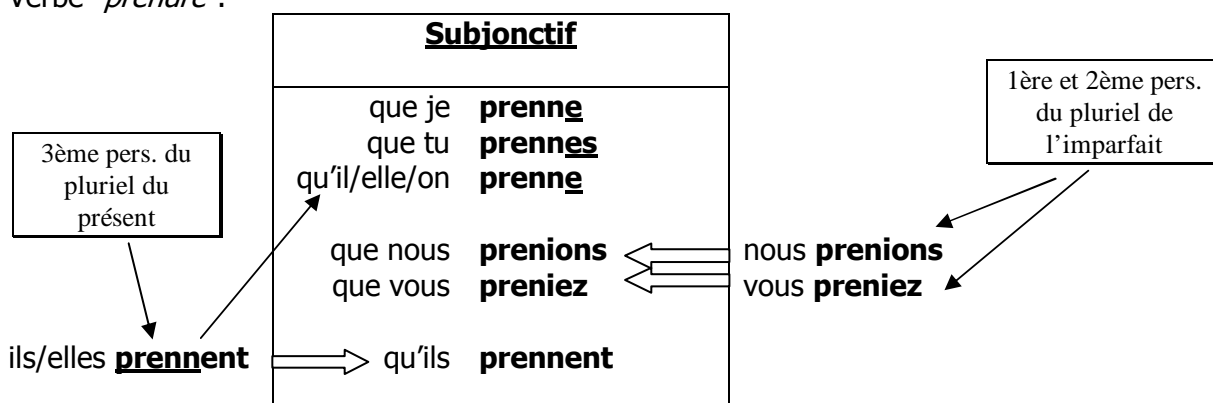 verbe "prendre":
Subjonctif
que je prenne
que tu prennes
qu'il/elle/on prenne
que nous prenions
que vous preniez
qu'ils prennent
3ème pers. du
pluriel du
présent
ils/elles prennent
1ère et 2ème pers.
du pluriel de
l'imparfait
nous prenions
vous preniez